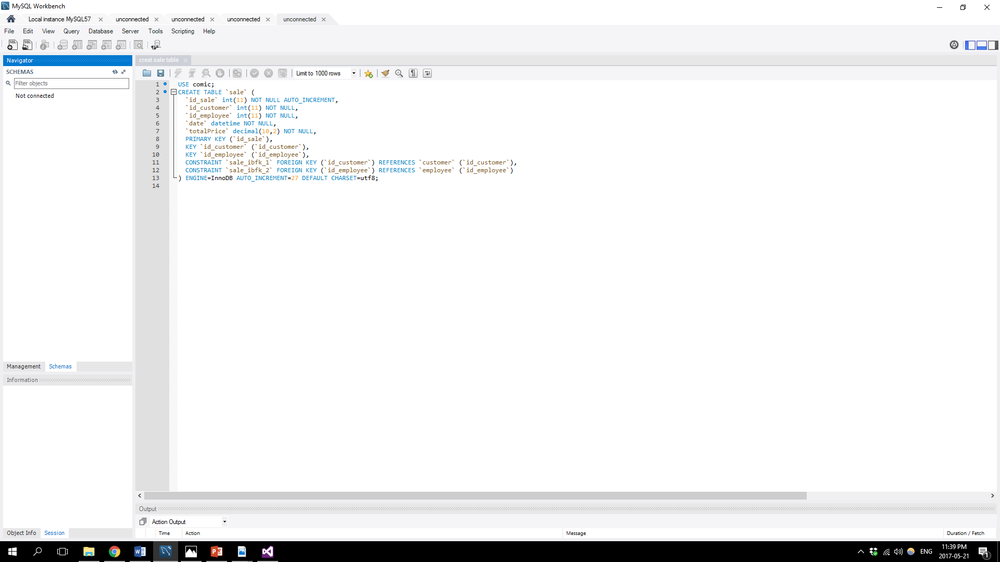 MySQL Workbench
Local instance MySQL57 unconnected unconnected unconnected unconnected
File Edit View Query Database Server Tools Scripting Help
Navigator
SCHEMAS
Filter objects
Not connected
Management Schemas
Information
Object Info Session
creat sale table
Limit to 1000 rows
1 USE comic;
2 CREATE TABLE `sale` (
3 `id_sale` int(11) NOT NULL AUTO_INCREMENT,
4 `id_customer` int(11) NOT NULL,
5 `id_employee` int(11) NOT NULL,
6 `date` datetime NOT NULL,
7 `totalPrice` decimal(10,2) NOT NULL,
8 PRIMARY KEY (`id_sale`),
9 KEY `id_customer` (`id_customer`),
10 KEY `id_employee` (`id_employee`),
11 CONSTRAINT `sale_ibfk_1` FOREIGN KEY (`id_customer`) REFERENCES `customer` (`id_customer`),
12 CONSTRAINT `sale_ibfk_2` FOREIGN KEY (`id_employee`) REFERENCES `employee` (`id_employee`)
13 ) ENGINE=InnoDB AUTO_INCREMENT=27 DEFAULT CHARSET=utf8;
14
Output
Action Output
Time Action Message Duration / Fetch
ENG 11:39 PM
2017-05-21
1